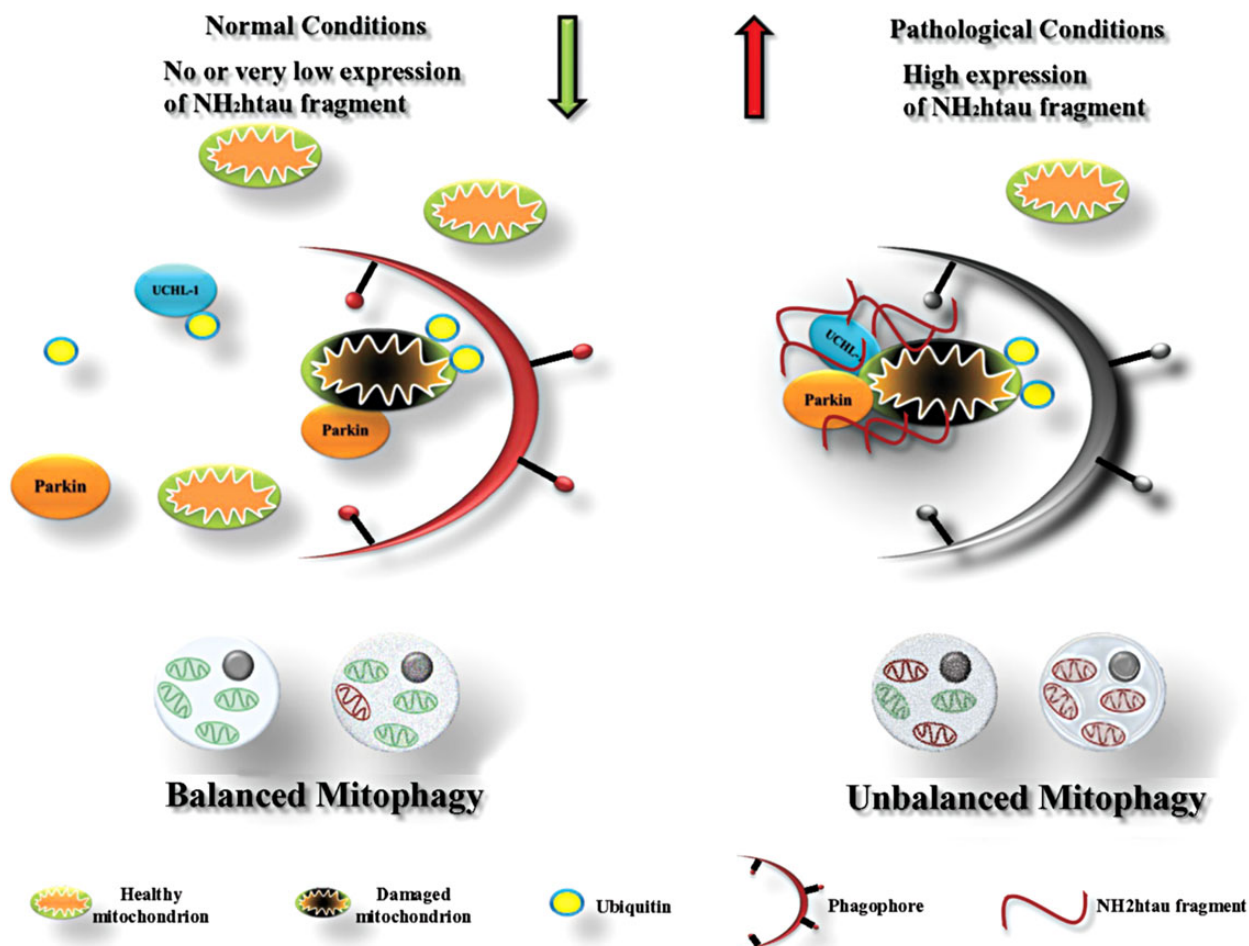 Normal Conditions
No or very low expression
of NH₂htau fragment
Pathological Conditions
High expression
of NH₂htau fragment
UCHL-1
Parkin
Parkin
UCHL-
Parkin
Balanced Mitophagy
Unbalanced Mitophagy
Healthy
mitochondrion
Damaged
mitochondrion
Ubiquitin
Phagophore
NH2htau fragment